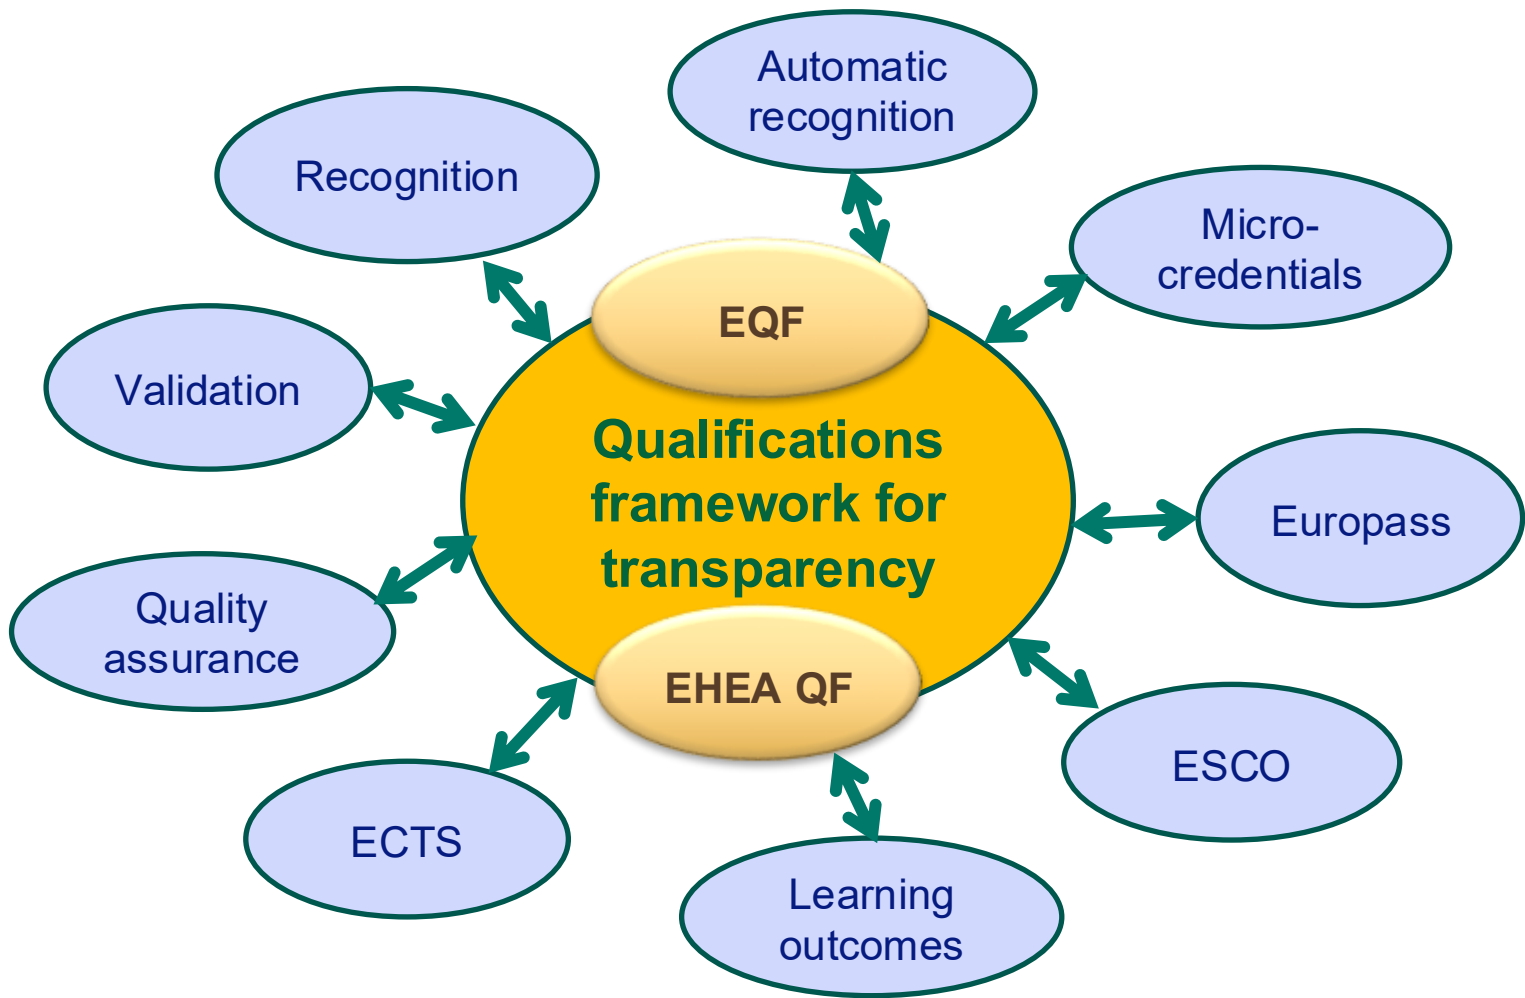 Automatic
recognition
Recognition
Micro-
credentials
EQF
Validation
Qualifications
framework for
transparency
Europass
Quality
assurance
EHEA QF
ESCO
ECTS
Learning
outcomes